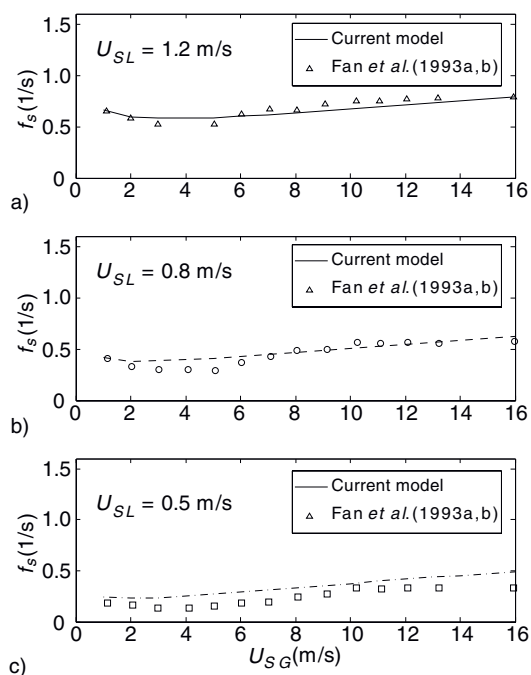 1.5
U_SL = 1.2 m/s
Current model
Fan et al. (1993a, b)
1.0
f_s (1/s)
0.5
0
0 2 4 6 8 10 12 14 16
a)
1.5
U_SL = 0.8 m/s
Current model
Fan et al. (1993a, b)
1.0
f_s (1/s)
0.5
0
0 2 4 6 8 10 12 14 16
b)
1.5
U_SL = 0.5 m/s
Current model
Fan et al. (1993a, b)
1.0
f_s (1/s)
0.5
0
0 2 4 6 8 10 12 14 16
c)
U_SG (m/s)